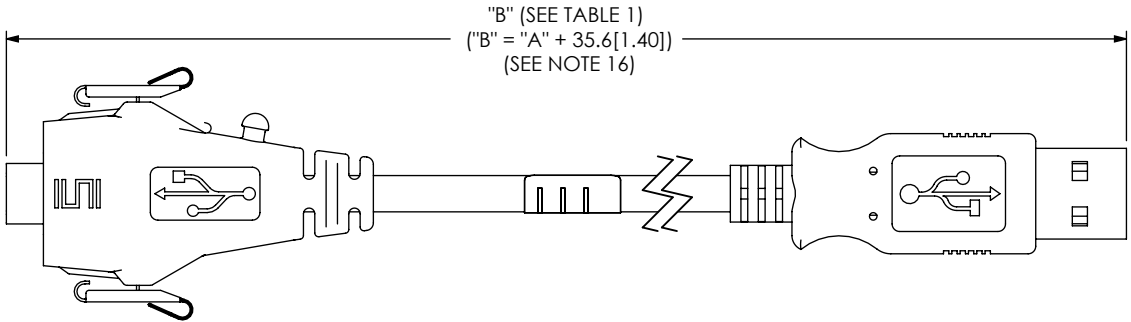 "B" (SEE TABLE 1)
("B" = "A" + 35.6[1.40])
(SEE NOTE 16)